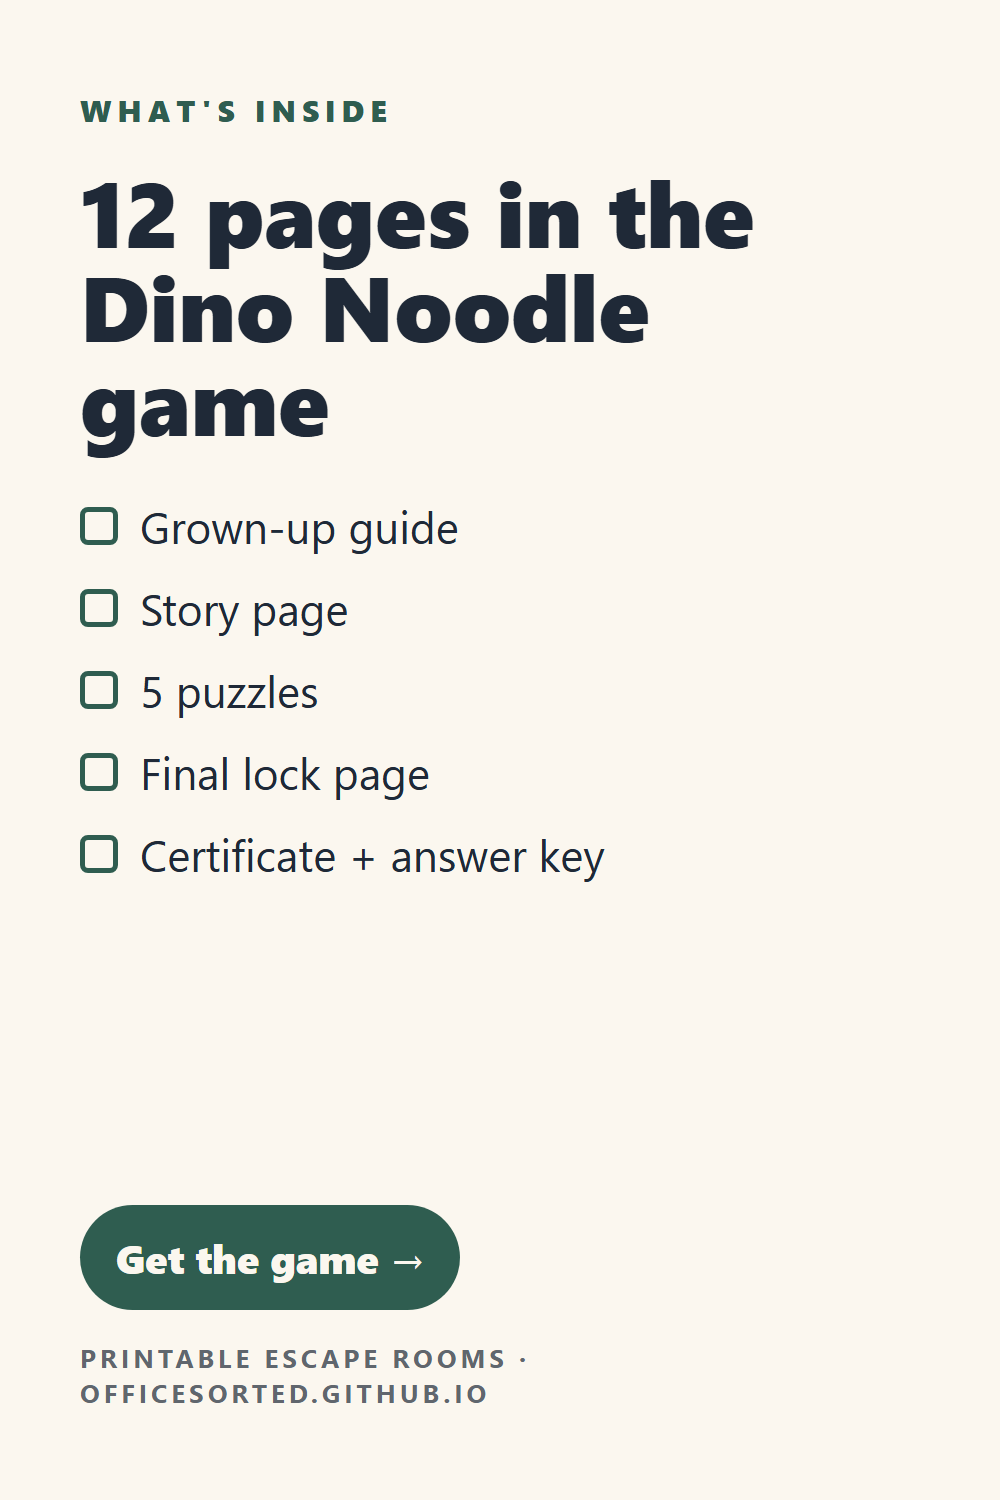 WHAT'S INSIDE
12 pages in the
Dino Noodle
game
Grown-up guide
Story page
5 puzzles
Final lock page
Certificate + answer key
Get the game →
PRINTABLE ESCAPE ROOMS ·
OFFICESORTED.GITHUB.IO